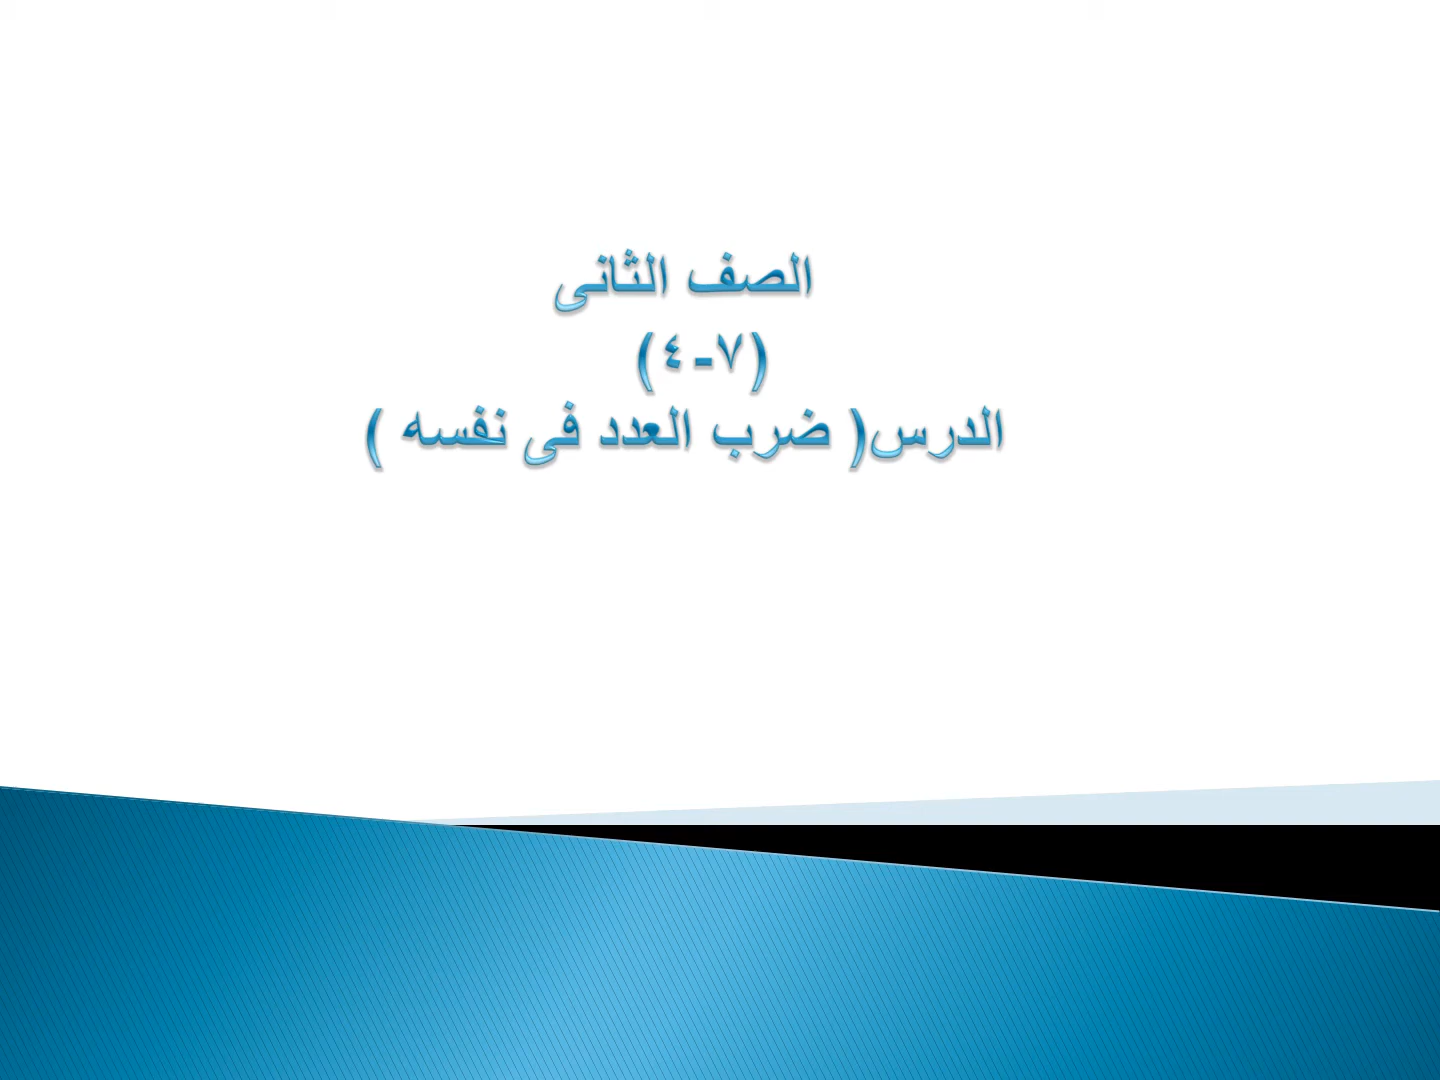 الصف الثانى
(٧-٤)
الدرس( ضرب العدد فى نفسه )